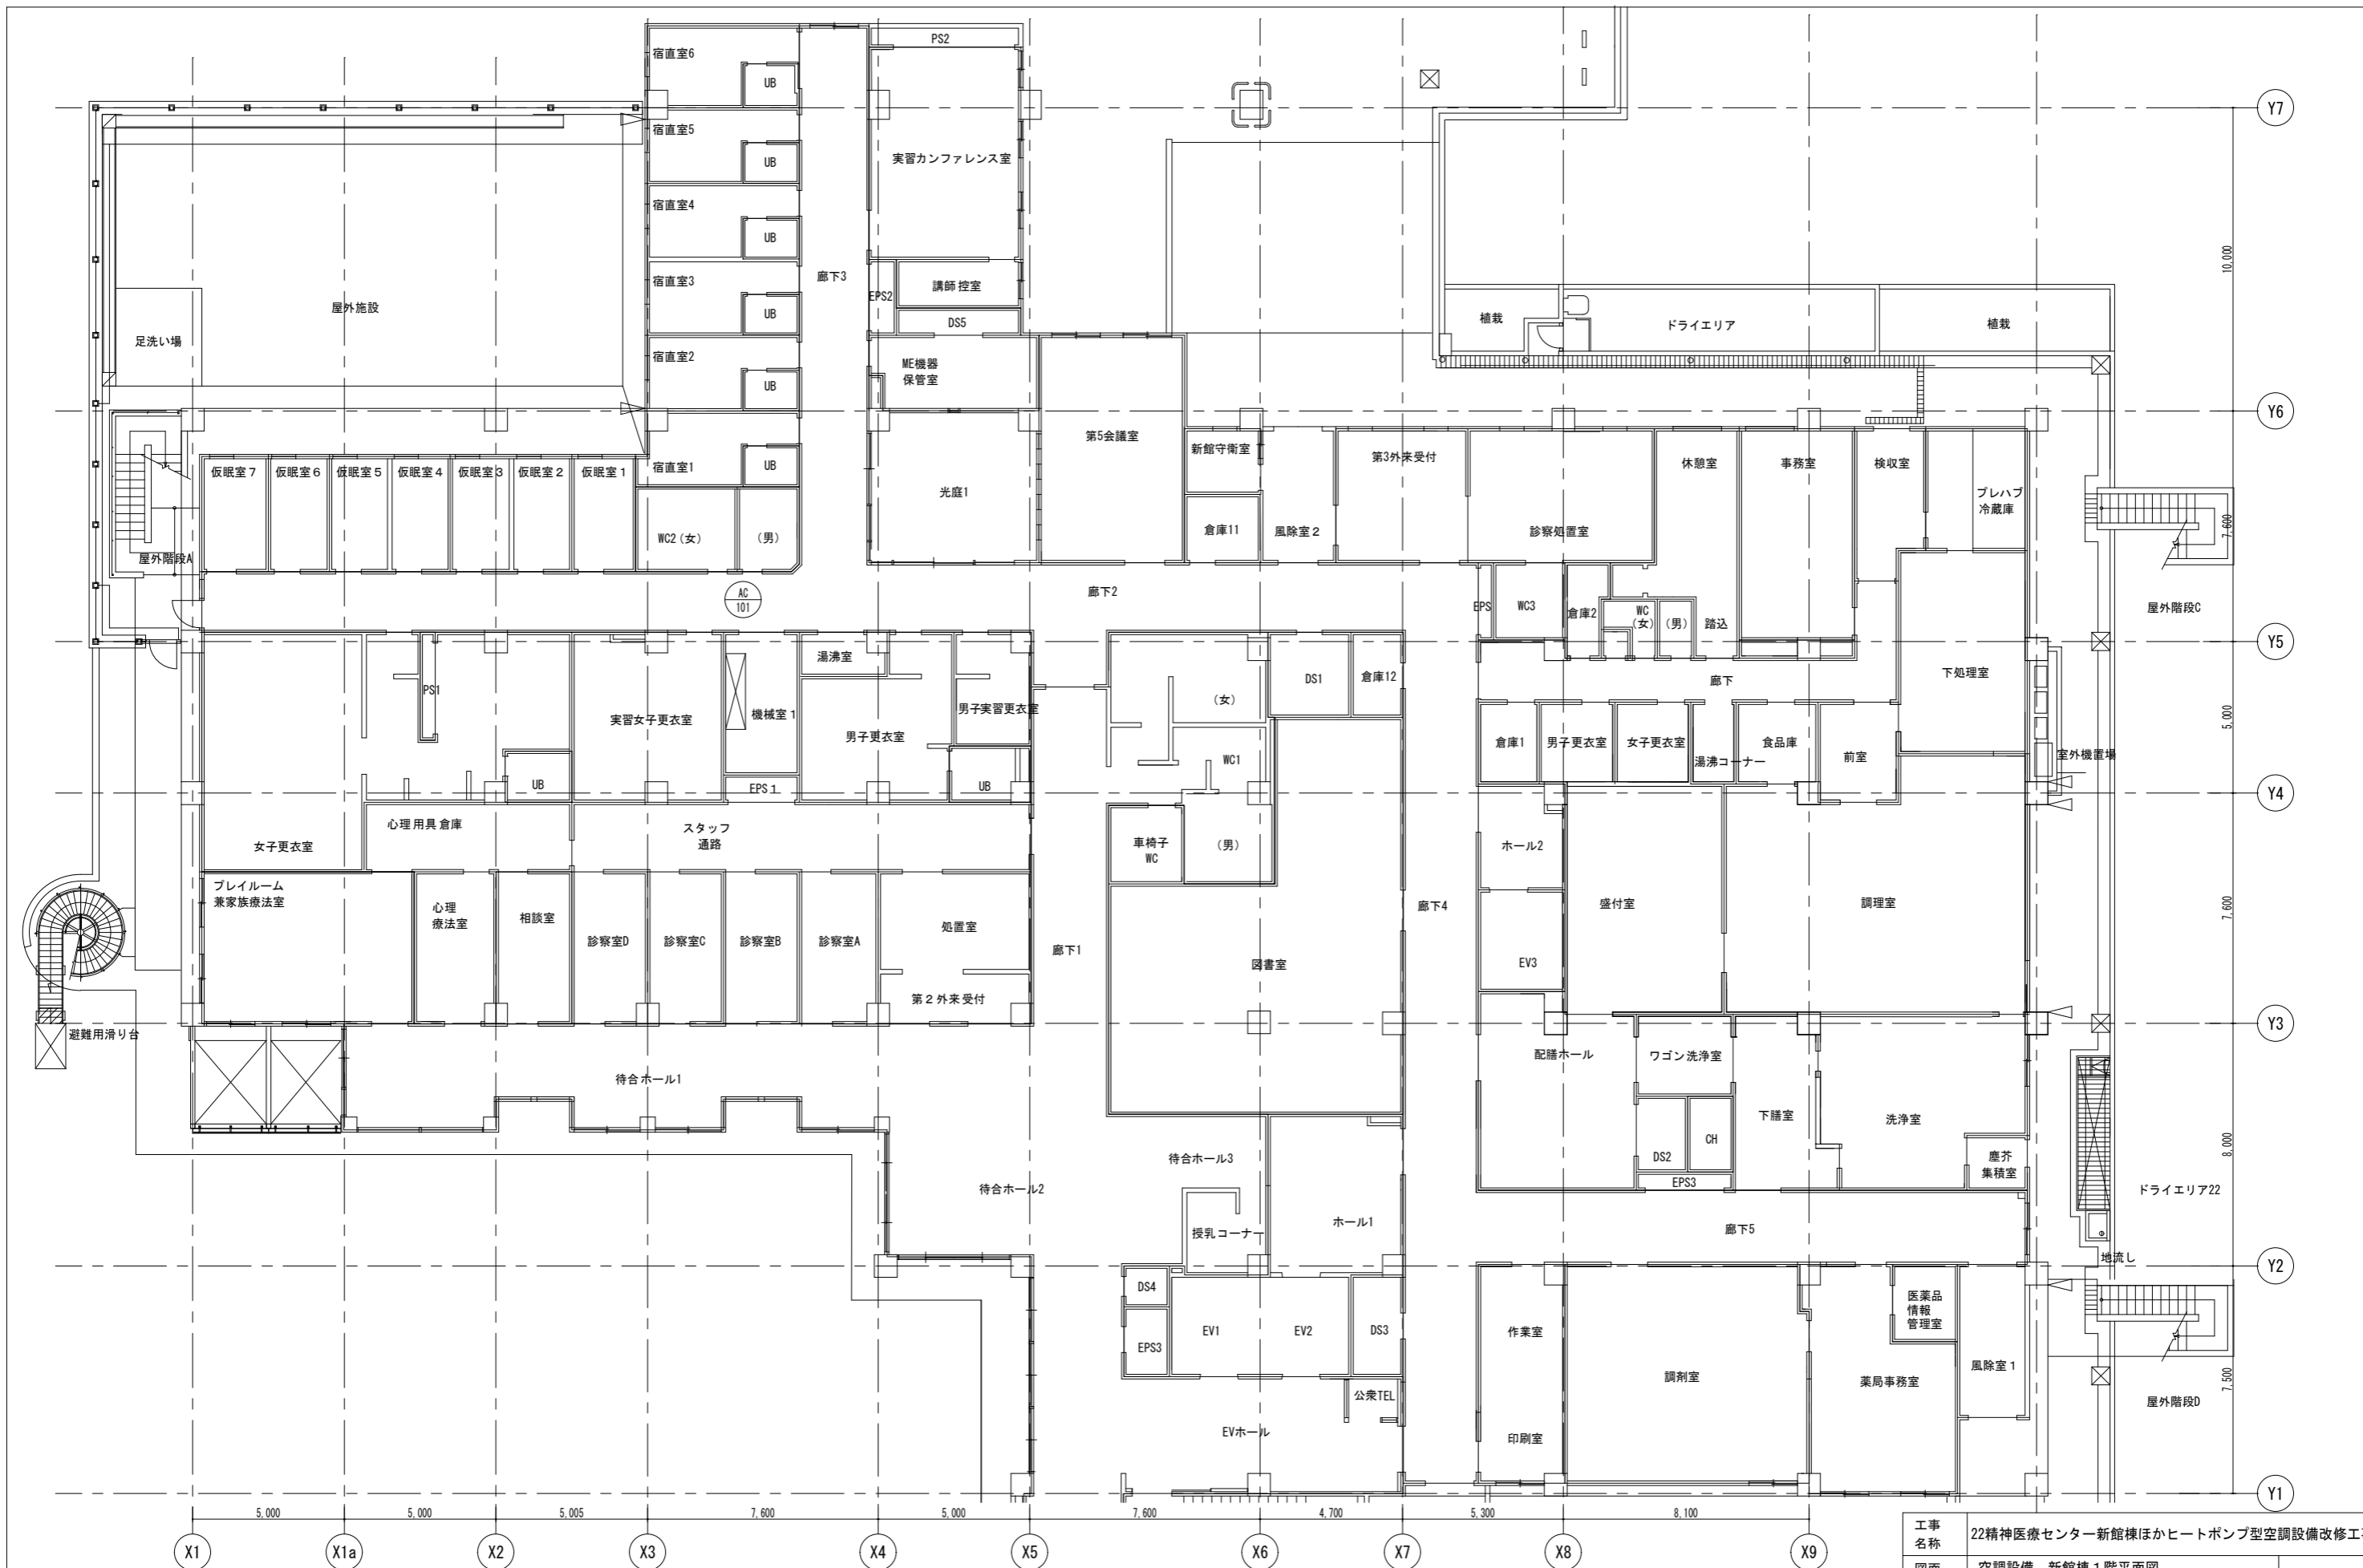 宿直室6
PS2
UB
Y7
宿直室5
UB
実習カンファレンス室
宿直室4
UB
10,000
宿直室3
廊下3
EPS2
講師控室
UB
屋外施設
DS5
植栽
ドライエリア
植栽
足洗い場
宿直室2
ME機器
保管室
UB
Y6
第5会議室
新館守衛室
第3外来受付
休憩室
事務室
検収室
仮眠室7
仮眠室6
仮眠室5
仮眠室4
仮眠室3
仮眠室2
仮眠室1
宿直室1
UB
光庭1
プレハブ
冷蔵庫
WC2(女)
(男)
倉庫11
風除室2
診察処置室
7,600
屋外階段A
AC
101
廊下2
EPS
WC3
倉庫2
WC
(女)
(男)
踏込
屋外階段C
Y5
湯沸室
DS1
倉庫12
廊下
下処理室
PS1
実習女子更衣室
機械室1
男子更衣室
男子実習更衣室
(女)
倉庫1
男子更衣室
女子更衣室
湯沸コーナー
食品庫
前室
室外機置場
5,000
UB
EPS1
UB
WC1
Y4
女子更衣室
心理用具倉庫
スタッフ
通路
車椅子
WC
(男)
ホール2
プレイルーム
兼家族療法室
心理
療法室
相談室
診察室D
診察室C
診察室B
診察室A
処置室
廊下1
図書室
廊下4
盛付室
調理室
7,600
EV3
第2外来受付
Y3
避難用滑り台
待合ホール1
配膳ホール
ワゴン洗浄室
下膳室
洗浄室
DS2
CH
塵芥
集積室
8,000
EPS3
待合ホール2
待合ホール3
ドライエリア22
授乳コーナー
ホール1
廊下5
地流し
Y2
DS4
EPS3
EV1
EV2
DS3
作業室
調剤室
医薬品
情報
管理室
薬局事務室
風除室1
7,500
屋外階段D
公衆TEL
EVホール
印刷室
Y1
5,000
5,000
5,005
7,600
5,000
7,600
4,700
5,300
8,100
X1
X1a
X2
X3
X4
X5
X6
X7
X8
X9
工事
名称
22精神医療センター新館棟ほかヒートポンプ型空調設備改修工
図面
空調設備 新館棟1階平面図